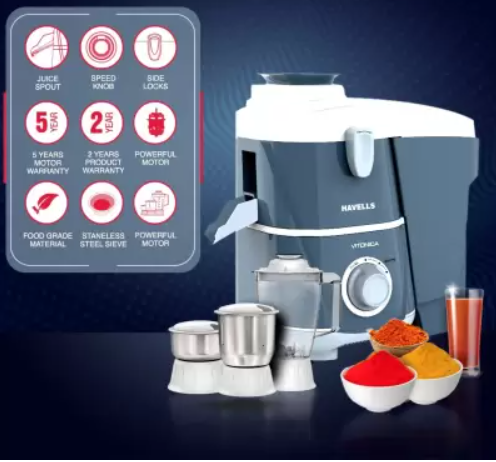 JUICE
SPOUT
SPEED
KNOB
SIDE
LOCKS
5 YEAR
2 YEAR
5 YEARS
MOTOR
WARRANTY
2 YEARS
PRODUCT
WARRANTY
POWERFUL
MOTOR
FOOD GRADE
MATERIAL
STANELESS
STEEL SIEVE
POWERFUL
MOTOR
HAVELLS
VITONICA